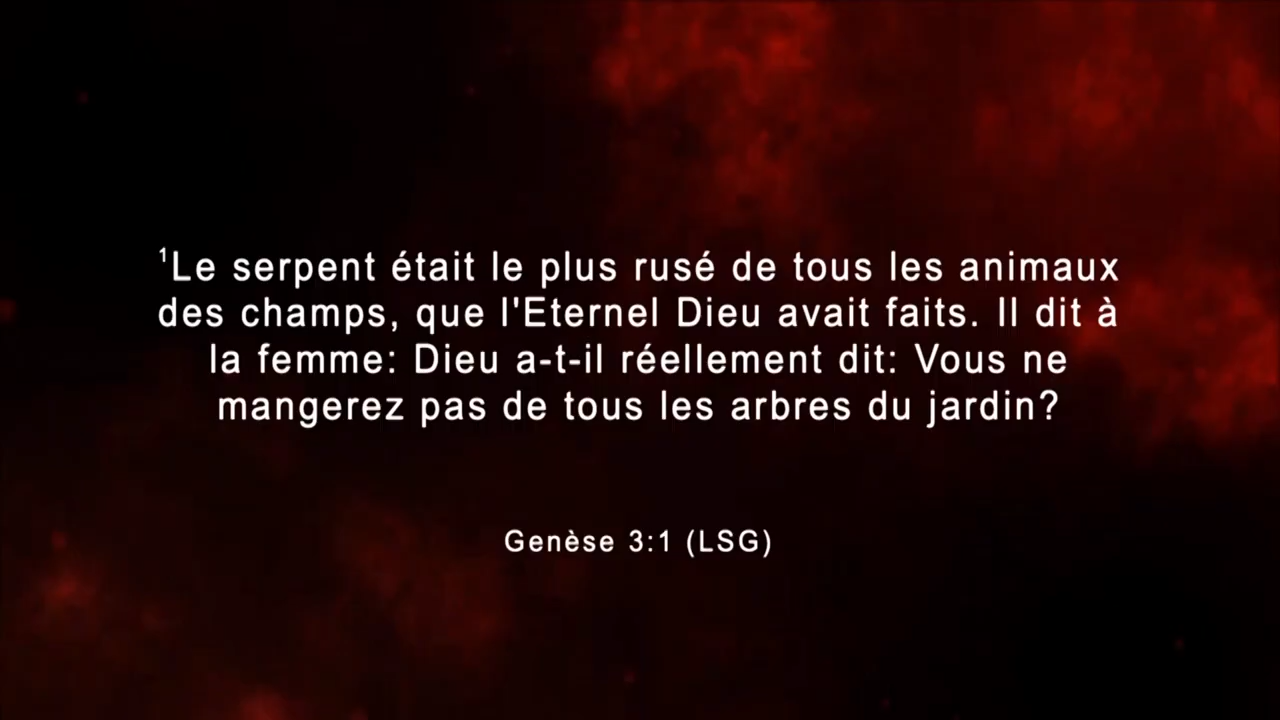 ¹Le serpent était le plus rusé de tous les animaux
des champs, que l'Eternel Dieu avait faits. Il dit à
la femme: Dieu a-t-il réellement dit: Vous ne
mangerez pas de tous les arbres du jardin?
Genèse 3:1 (LSG)